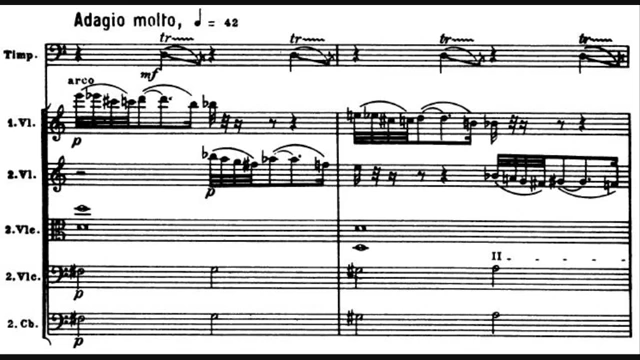 Adagio molto, ♩ = 42
tr tr tr tr
Timp.
mf
arco
1.Vl.
p
2.Vl.
p
2.Vle.
II
2.Vlc.
p
2.Cb.
p